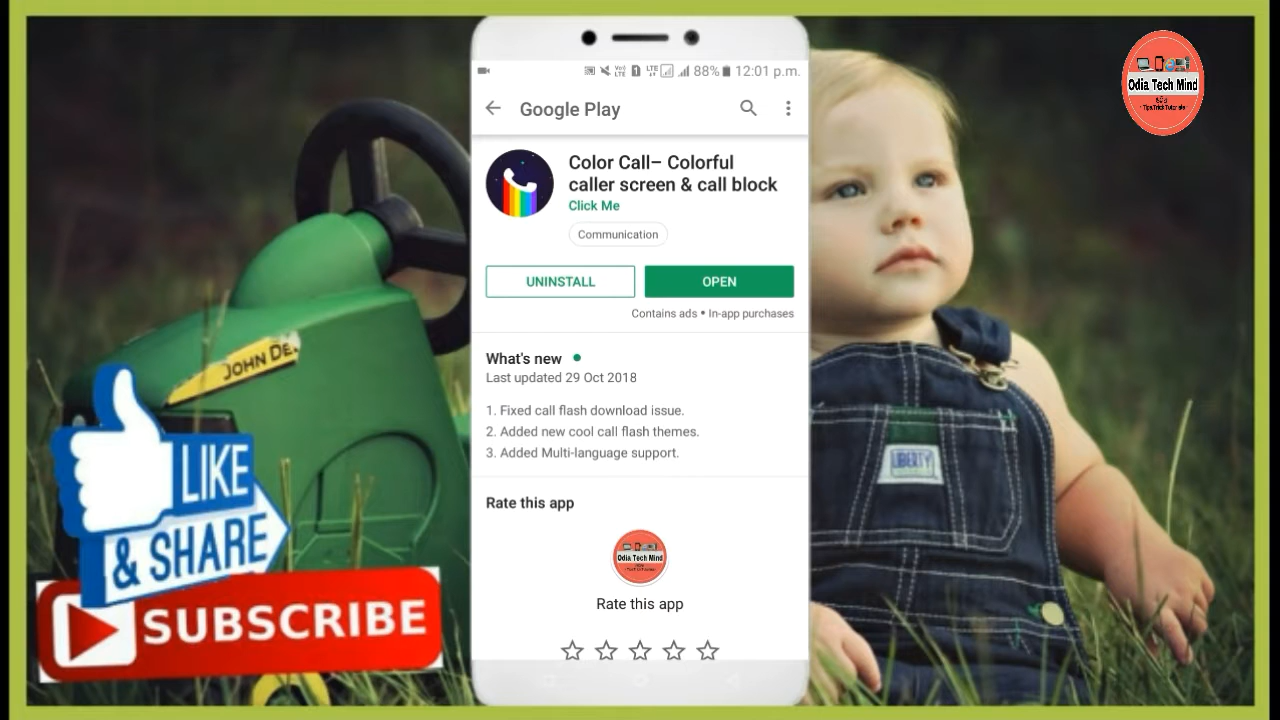 88% 12:01 p.m.
Google Play
Color Call– Colorful
caller screen & call block
Click Me
Communication
UNINSTALL
OPEN
Contains ads • In-app purchases
What's new
Last updated 29 Oct 2018
1. Fixed call flash download issue.
2. Added new cool call flash themes.
3. Added Multi-language support.
Rate this app
Odia Tech Mind
Rate this app
Odia Tech Mind
JOHN DE
LIKE
& SHARE
SUBSCRIBE
LIBERTY